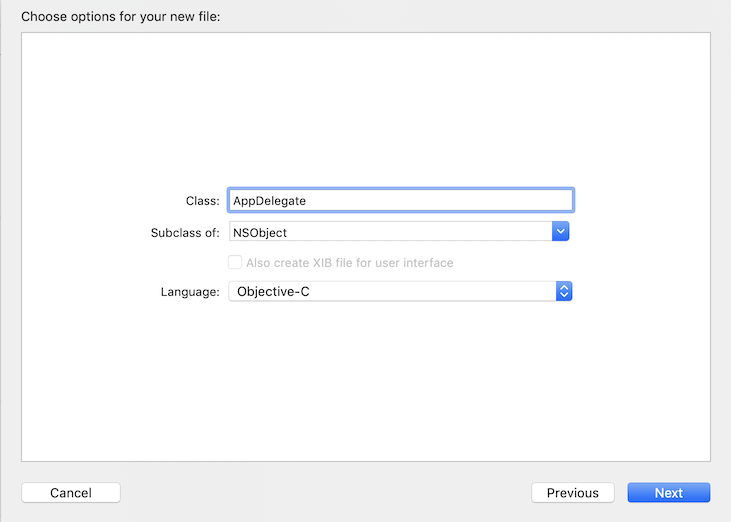 Choose options for your new file:
Class: AppDelegate
Subclass of: NSObject
Also create XIB file for user interface
Language: Objective-C
Cancel Previous Next